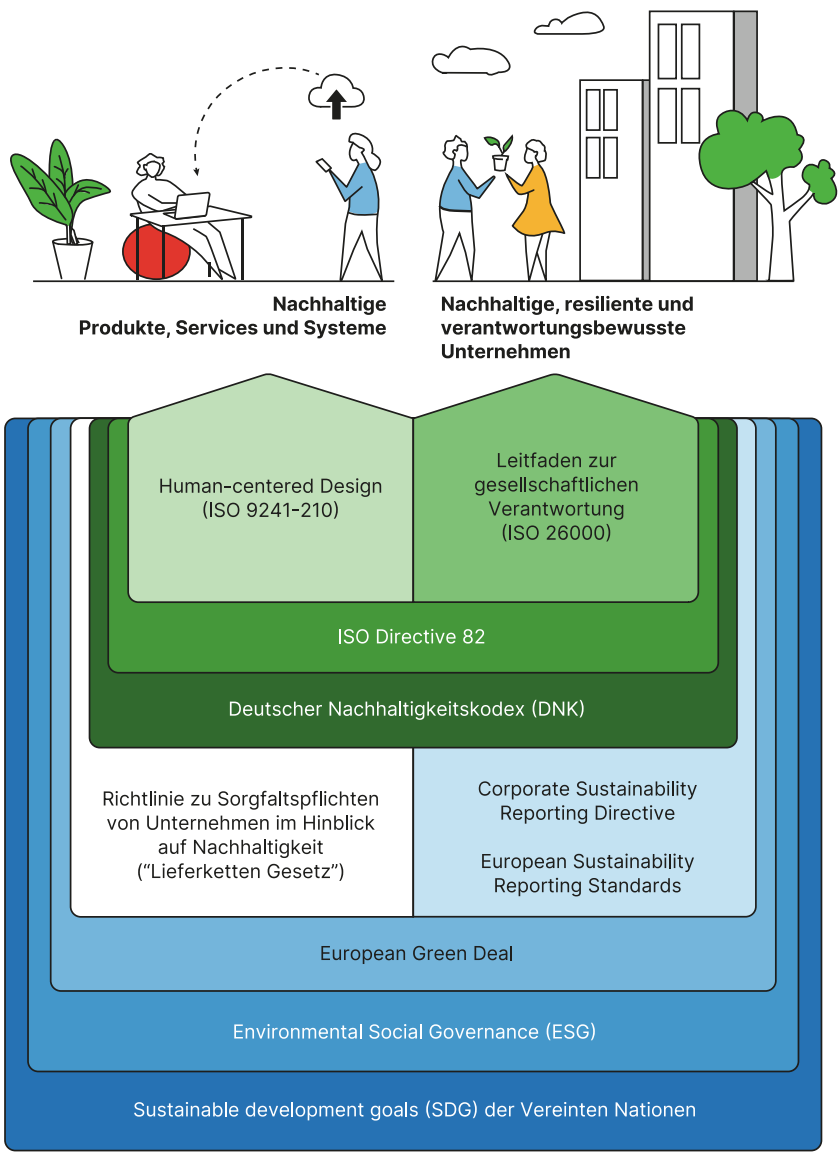 Nachhaltige
Produkte, Services und Systeme
Nachhaltige, resiliente und
verantwortungsbewusste
Unternehmen
Human-centered Design
(ISO 9241-210)
Leitfaden zur
gesellschaftlichen
Verantwortung
(ISO 26000)
ISO Directive 82
Deutscher Nachhaltigkeitskodex (DNK)
Richtlinie zu Sorgfaltspflichten
von Unternehmen im Hinblick
auf Nachhaltigkeit
(“Lieferketten Gesetz”)
Corporate Sustainability
Reporting Directive
European Sustainability
Reporting Standards
European Green Deal
Environmental Social Governance (ESG)
Sustainable development goals (SDG) der Vereinten Nationen